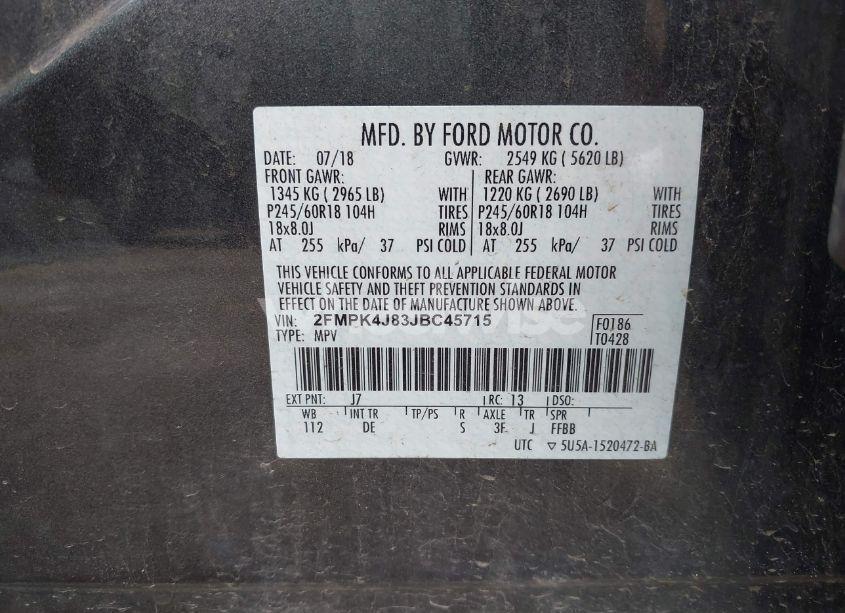 MFD. BY FORD MOTOR CO.
DATE: 07/18 GVWR: 2549 KG ( 5620 LB)
FRONT GAWR: REAR GAWR:
1345 KG ( 2965 LB) WITH 1220 KG ( 2690 LB) WITH
P245/60R18 104H TIRES P245/60R18 104H TIRES
18x8.0J RIMS 18x8.0J RIMS
AT 255 kPa/ 37 PSI COLD AT 255 kPa/ 37 PSI COLD
THIS VEHICLE CONFORMS TO ALL APPLICABLE FEDERAL MOTOR
VEHICLE SAFETY AND THEFT PREVENTION STANDARDS IN
EFFECT ON THE DATE OF MANUFACTURE SHOWN ABOVE.
VIN: 2FMPK4J83JBC45715 F0186
TYPE: MPV T0428
EXT PNT: J7 RC: 13 DSO:
WB INT TR TP/PS R AXLE TR SPR
112 DE S 3F J FFBB
UTC ▽ 5U5A-1520472-BA